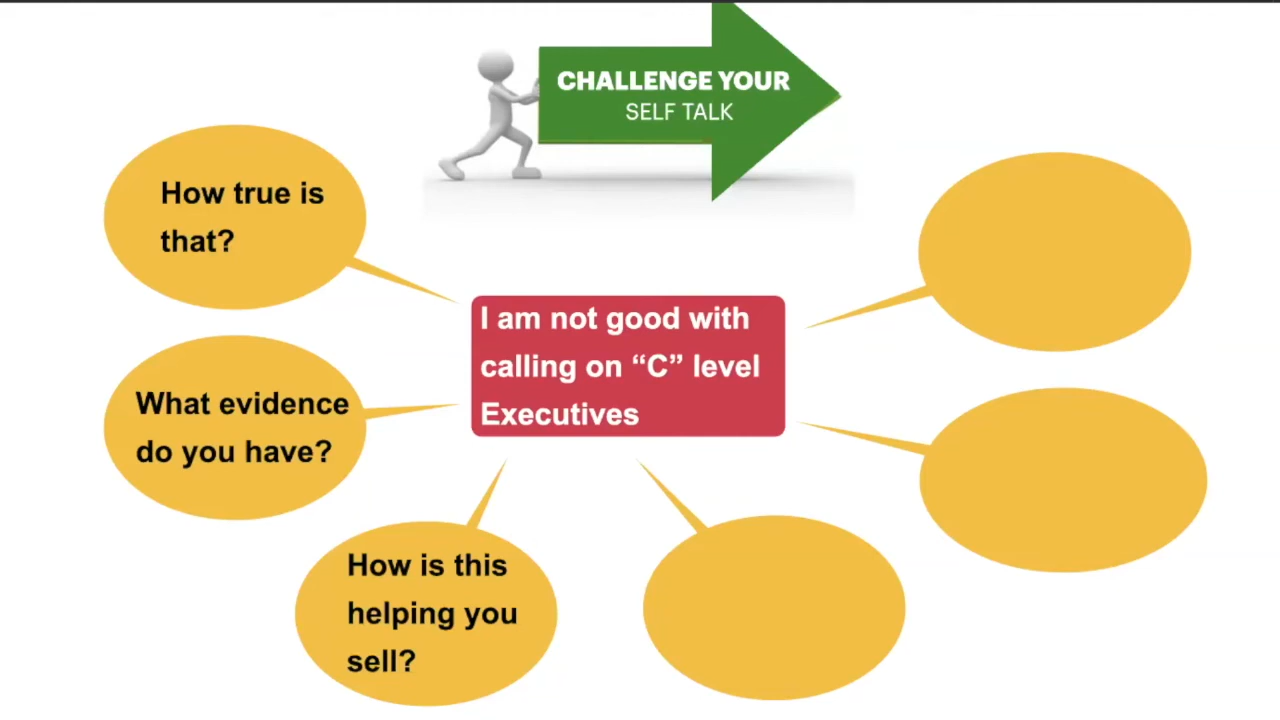 CHALLENGE YOUR
SELF TALK
How true is
that?
I am not good with
calling on “C” level
Executives
What evidence
do you have?
How is this
helping you
sell?